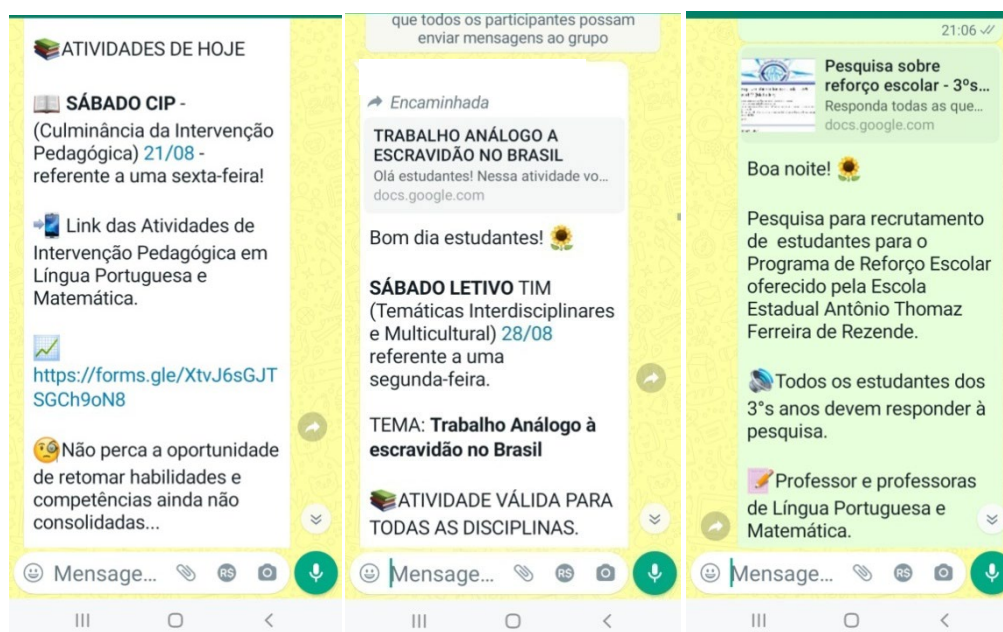 📚ATIVIDADES DE HOJE
📖 SÁBADO CIP -
(Culminância da Intervenção
Pedagógica) 21/08 -
referente a uma sexta-feira!
📲 Link das Atividades de
Intervenção Pedagógica em
Língua Portuguesa e
Matemática.
📈
https://forms.gle/XtvJ6sGJT
SGCh9oN8
🧐Não perca a oportunidade
de retomar habilidades e
competências ainda não
consolidadas...
Mensage...
R$
que todos os participantes possam
enviar mensagens ao grupo
Encaminhada
TRABALHO ANÁLOGO A
ESCRAVIDÃO NO BRASIL
Olá estudantes! Nessa atividade vo...
docs.google.com
Bom dia estudantes! 🌻
SÁBADO LETIVO TIM
(Temáticas Interdisciplinares
e Multicultural) 28/08
referente a uma
segunda-feira.
TEMA: Trabalho Análogo à
escravidão no Brasil
📚ATIVIDADE VÁLIDA PARA
TODAS AS DISCIPLINAS.
Mensage...
R$
21:06
Pesquisa sobre
reforço escolar - 3ºs...
Responda todas as que...
docs.google.com
Boa noite! 🌻
Pesquisa para recrutamento
de estudantes para o
Programa de Reforço Escolar
oferecido pela Escola
Estadual Antônio Thomaz
Ferreira de Rezende.
🔊Todos os estudantes dos
3°s anos devem responder à
pesquisa.
📝Professor e professoras
de Língua Portuguesa e
Matemática.
Mensage...
R$